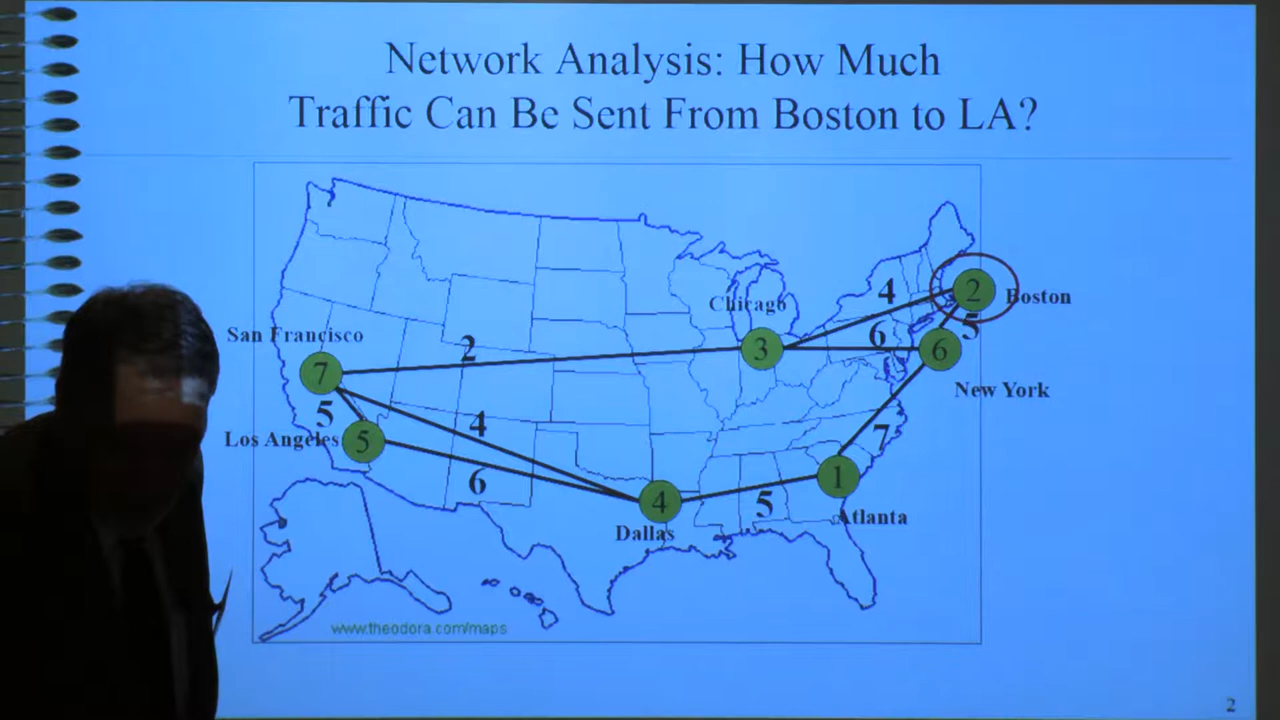 Network Analysis: How Much
Traffic Can Be Sent From Boston to LA?
4
2
Boston
Chicago
5
6
3
6
San Francisco
2
7
New York
5
4
Los Angeles
5
7
6
1
4
5
Atlanta
Dallas
www.theodora.com/maps
2